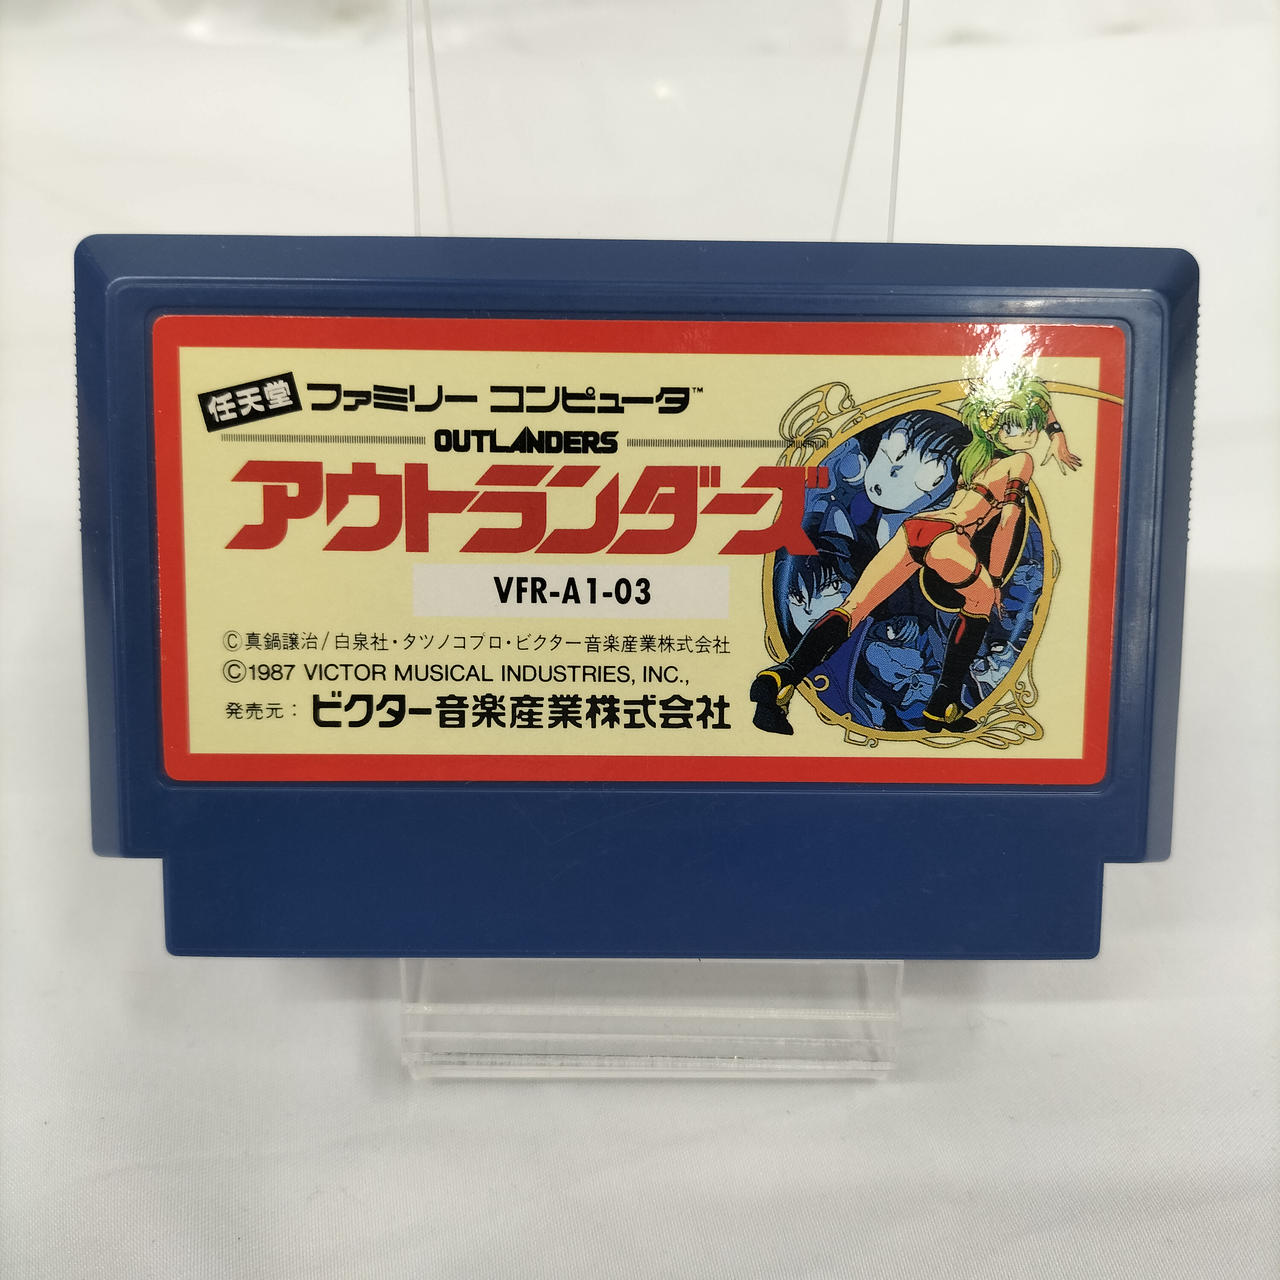 任天堂 ファミリー コンピュータ™
OUTLANDERS
アウトランダーズ
VFR-A1-03
Ⓒ真鍋譲治/白泉社・タツノコプロ・ビクター音楽産業株式会社
Ⓒ1987 VICTOR MUSICAL INDUSTRIES, INC.,
発売元：ビクター音楽産業株式会社